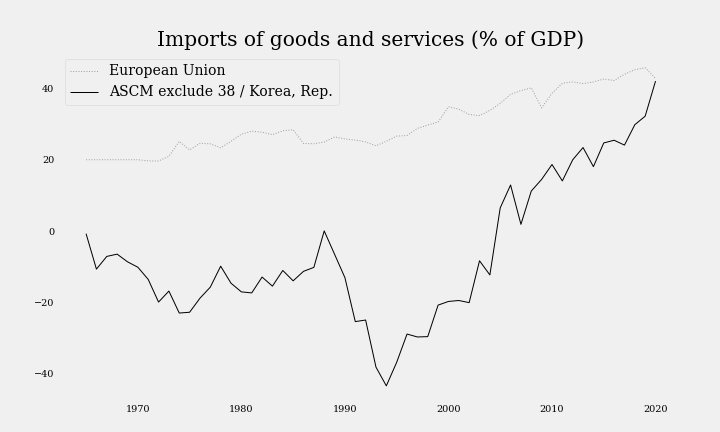 Imports of goods and services (% of GDP)
European Union
ASCM exclude 38 / Korea, Rep.
40
20
0
−20
−40
1970 1980 1990 2000 2010 2020